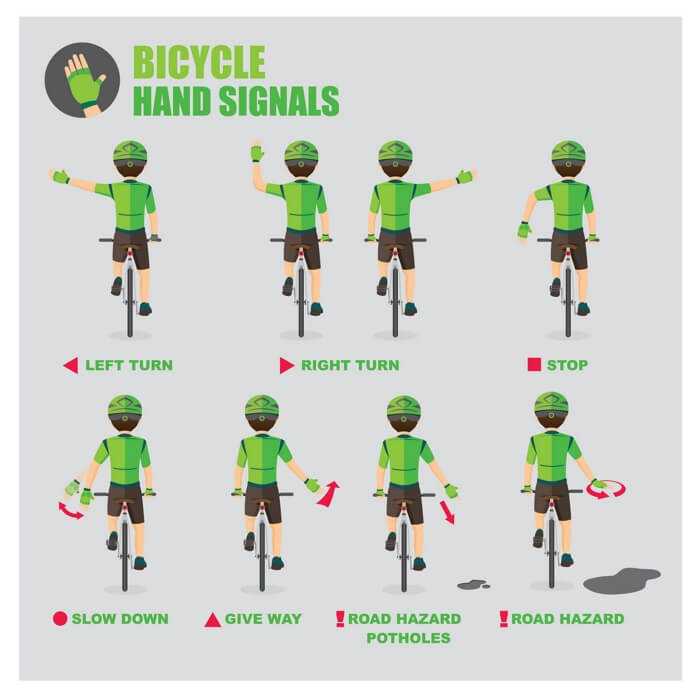 BICYCLE
HAND SIGNALS
LEFT TURN
RIGHT TURN
STOP
SLOW DOWN
GIVE WAY
ROAD HAZARD
POTHOLES
ROAD HAZARD